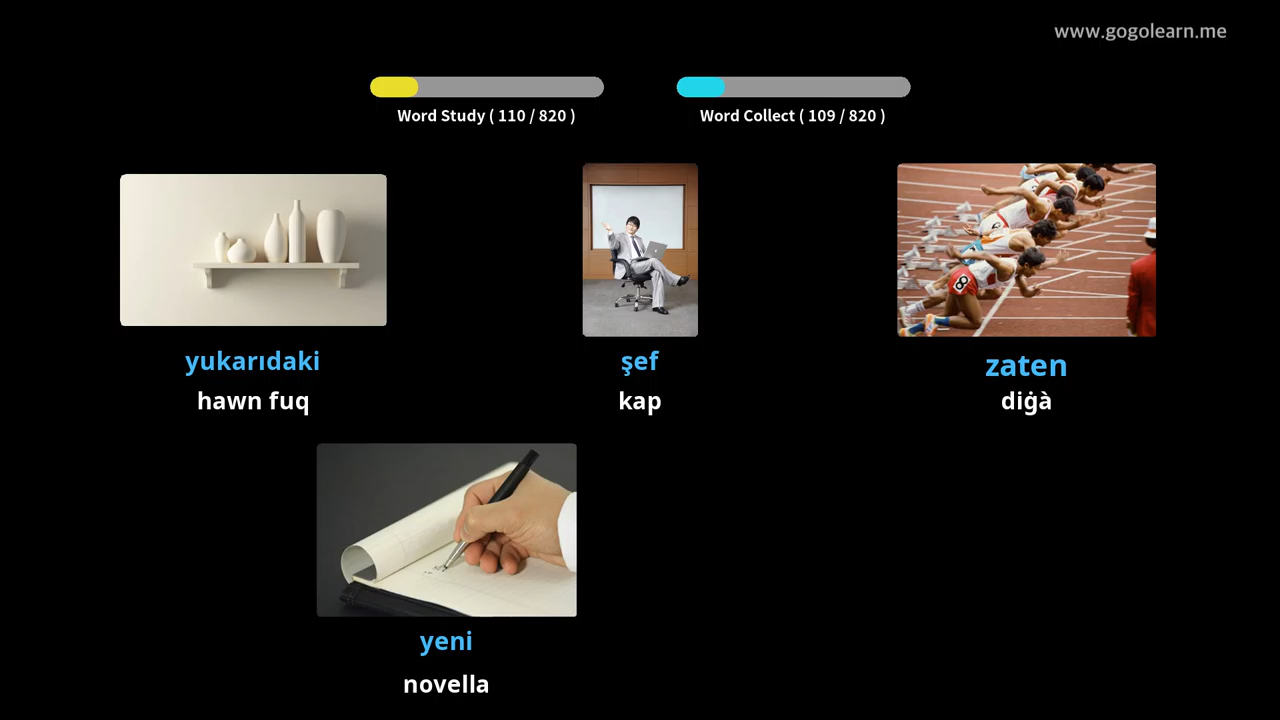 www.gogolearn.me
Word Study ( 110 / 820 )
Word Collect ( 109 / 820 )
yukarıdaki
hawn fuq
şef
kap
zaten
diġà
yeni
novella